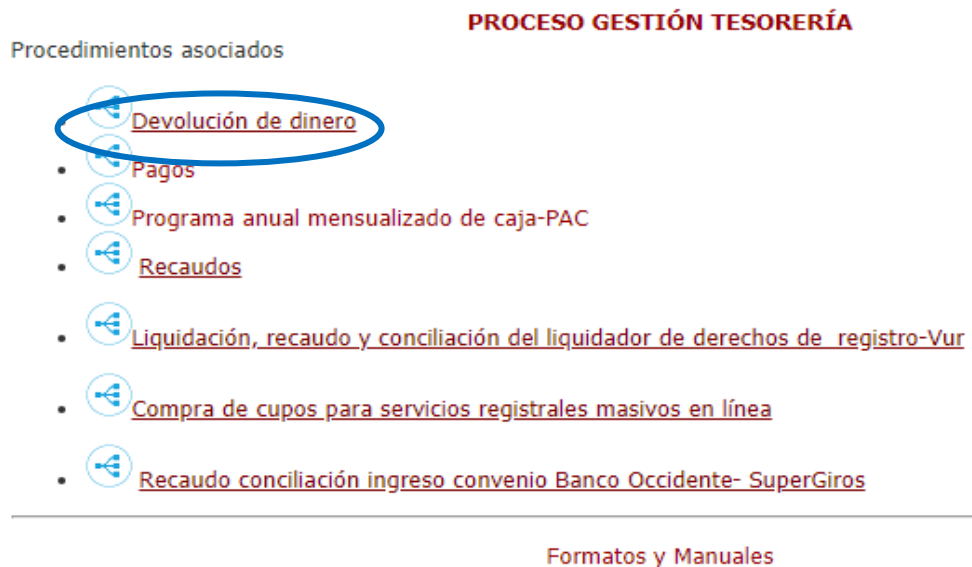 PROCESO GESTIÓN TESORERÍA
Procedimientos asociados
Devolución de dinero
Pagos
Programa anual mensualizado de caja-PAC
Recaudos
Liquidación, recaudo y conciliación del liquidador de derechos de registro-Vur
Compra de cupos para servicios registrales masivos en línea
Recaudo conciliación ingreso convenio Banco Occidente- SuperGiros
Formatos y Manuales